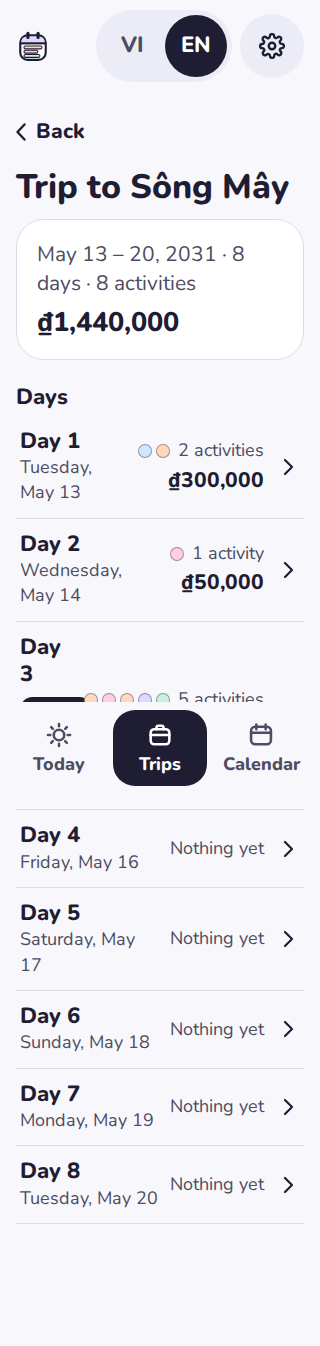 VI
EN
Back
Trip to Sông Mây
May 13 – 20, 2031 · 8
days · 8 activities
₫1,440,000
Days
Day 1
Tuesday,
May 13
2 activities
₫300,000
Day 2
Wednesday,
May 14
1 activity
₫50,000
Day
3
5 activities
Today
Trips
Calendar
Day 4
Friday, May 16
Nothing yet
Day 5
Saturday, May
17
Nothing yet
Day 6
Sunday, May 18
Nothing yet
Day 7
Monday, May 19
Nothing yet
Day 8
Tuesday, May 20
Nothing yet